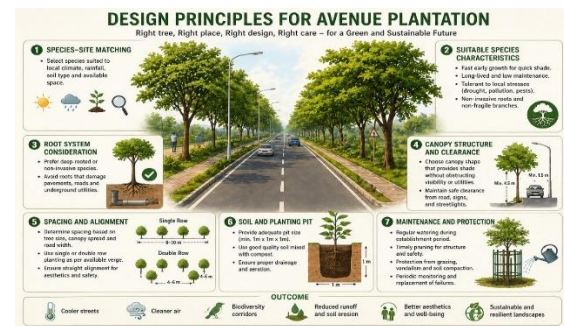 DESIGN PRINCIPLES FOR AVENUE PLANTATION
Right tree, Right place, Right design, Right care – for a Green and Sustainable Future
1 SPECIES–SITE MATCHING
• Select species suited to
local climate, rainfall,
soil type and available
space.
2 SUITABLE SPECIES
CHARACTERISTICS
• Fast early growth for quick shade.
• Long-lived and low maintenance.
• Tolerant to local stresses
(drought, pollution, pests).
• Non-invasive roots and
non-fragile branches.
3 ROOT SYSTEM
CONSIDERATION
• Prefer deep-rooted or
non-invasive species.
• Avoid roots that damage
pavements, roads and
underground utilities.
4 CANOPY STRUCTURE
AND CLEARANCE
• Choose canopy shape
that provides shade
without obstructing
visibility or utilities.
• Maintain safe clearance
from road, signs,
and streetlights.
5 SPACING AND ALIGNMENT
• Determine spacing based on
tree size, canopy spread and
road width.
• Use single or double row
planting as per available verge.
• Ensure straight alignment for
aesthetics and safety.
Single Row
8–10 m
Double Row
4-6 m
6 SOIL AND PLANTING PIT
• Provide adequate pit size
(min. 1m x 1m x 1m).
• Use good quality soil mixed
with compost.
• Ensure proper drainage
and aeration.
1 m
1 m
7 MAINTENANCE AND PROTECTION
• Regular watering during
establishment period.
• Timely pruning for structure
and safety.
• Protection from grazing,
vandalism and soil compaction.
• Periodic monitoring and
replacement of failures.
OUTCOME
Cooler streets
Cleaner air
Biodiversity
corridors
Reduced runoff
and soil erosion
Better aesthetics
and well-being
Sustainable and
resilient landscapes